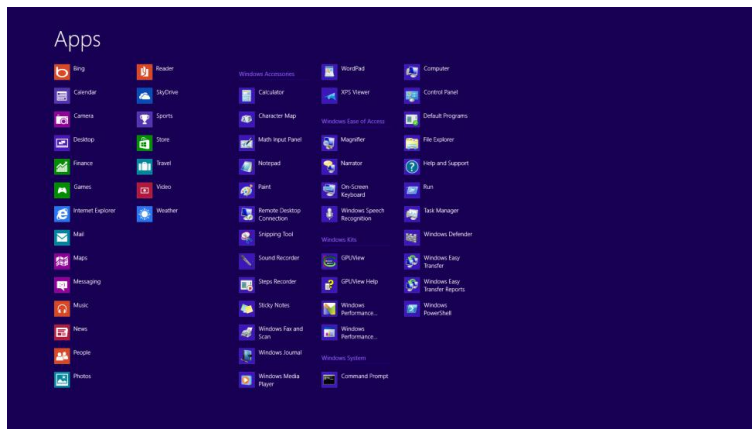 Apps
Bing
Calendar
Camera
Desktop
Finance
Games
Internet Explorer
Mail
Maps
Messaging
Music
News
People
Photos
Reader
SkyDrive
Sports
Store
Travel
Video
Weather
Windows Accessories
Calculator
Character Map
Math Input Panel
Notepad
Paint
Remote Desktop
Connection
Snipping Tool
Sound Recorder
Steps Recorder
Sticky Notes
Windows Fax and
Scan
Windows Journal
Windows Media
Player
WordPad
XPS Viewer
Windows Ease of Access
Magnifier
Narrator
On-Screen
Keyboard
Windows Speech
Recognition
Windows Kits
GPUView
GPUView Help
Windows
Performance...
Windows
Performance...
Windows System
Command Prompt
Computer
Control Panel
Default Programs
File Explorer
Help and Support
Run
Task Manager
Windows Defender
Windows Easy
Transfer
Windows Easy
Transfer Reports
Windows
PowerShell